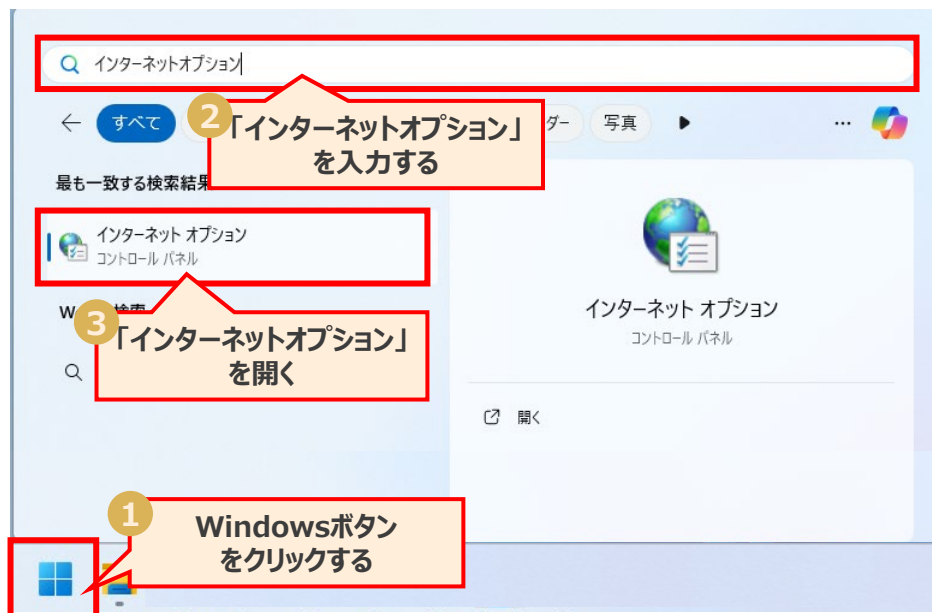 インターネットオプション
すべて
ダー
写真
...
2
「インターネットオプション」
を入力する
最も一致する検索結果
インターネット オプション
コントロール パネル
インターネット オプション
コントロール パネル
W 検索
3
「インターネットオプション」
を開く
開く
1
Windowsボタン
をクリックする